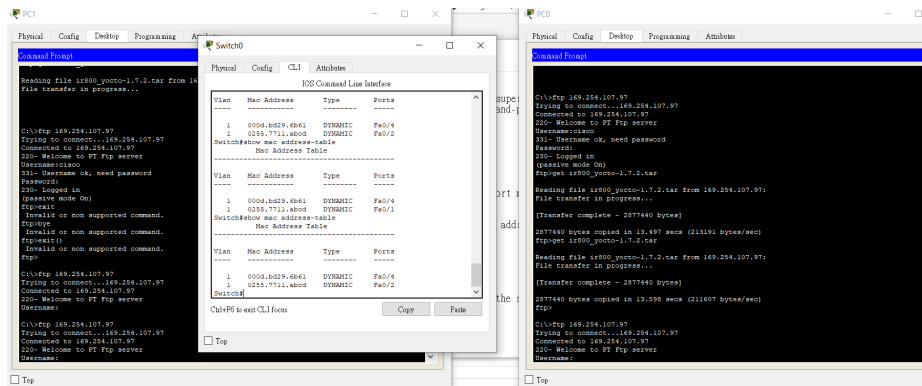 PC1
Physical Config Desktop Programming
Command Prompt
Reading file ir800_yocto-1.7.2.tar from 16
File transfer in progress...
C:\>ftp 169.254.107.97
Trying to connect...169.254.107.97
Connected to 169.254.107.97
220- Welcome to PT Ftp server
Username:cisco
331- Username ok, need password
Password:
230- Logged in
(passive mode On)
ftp>exit
Invalid or non supported command.
ftp>bye
Invalid or non supported command.
ftp>exit()
Invalid or non supported command.
ftp>
C:\>ftp 169.254.107.97
Trying to connect...169.254.107.97
Connected to 169.254.107.97
220- Welcome to PT Ftp server
Username:
C:\>ftp 169.254.107.97
Trying to connect...169.254.107.97
Connected to 169.254.107.97
220- Welcome to PT Ftp server
Username:
Top
Switch0
Physical Config CLI Attributes
IOS Command Line Interface
Vlan Mac Address Type Ports
---- ----------- -------- -----
1 000d.bd29.6b61 DYNAMIC Fa0/4
1 0255.7711.abcd DYNAMIC Fa0/2
Switch#show mac address-table
Mac Address Table
-------------------------------------------
Vlan Mac Address Type Ports
---- ----------- -------- -----
1 000d.bd29.6b61 DYNAMIC Fa0/4
1 0255.7711.abcd DYNAMIC Fa0/1
Switch#show mac address-table
Mac Address Table
-------------------------------------------
Vlan Mac Address Type Ports
---- ----------- -------- -----
1 000d.bd29.6b61 DYNAMIC Fa0/4
1 0255.7711.abcd DYNAMIC Fa0/2
Switch#
Ctrl+F6 to exit CLI focus
Copy Paste
Top
supe
and-p
ort
add
the s
PC0
Physical Config Desktop Programming Attributes
Command Prompt
C:\>ftp 169.254.107.97
Trying to connect...169.254.107.97
Connected to 169.254.107.97
220- Welcome to PT Ftp server
Username:cisco
331- Username ok, need password
Password:
230- Logged in
(passive mode On)
ftp>get ir800_yocto-1.7.2.tar
Reading file ir800_yocto-1.7.2.tar from 169.254.107.97:
File transfer in progress...
[Transfer complete - 2877440 bytes]
2877440 bytes copied in 13.497 secs (213191 bytes/sec)
ftp>get ir800_yocto-1.7.2.tar
Reading file ir800_yocto-1.7.2.tar from 169.254.107.97:
File transfer in progress...
[Transfer complete - 2877440 bytes]
2877440 bytes copied in 13.598 secs (211607 bytes/sec)
ftp>
C:\>ftp 169.254.107.97
Trying to connect...169.254.107.97
Connected to 169.254.107.97
220- Welcome to PT Ftp server
Username:
Top